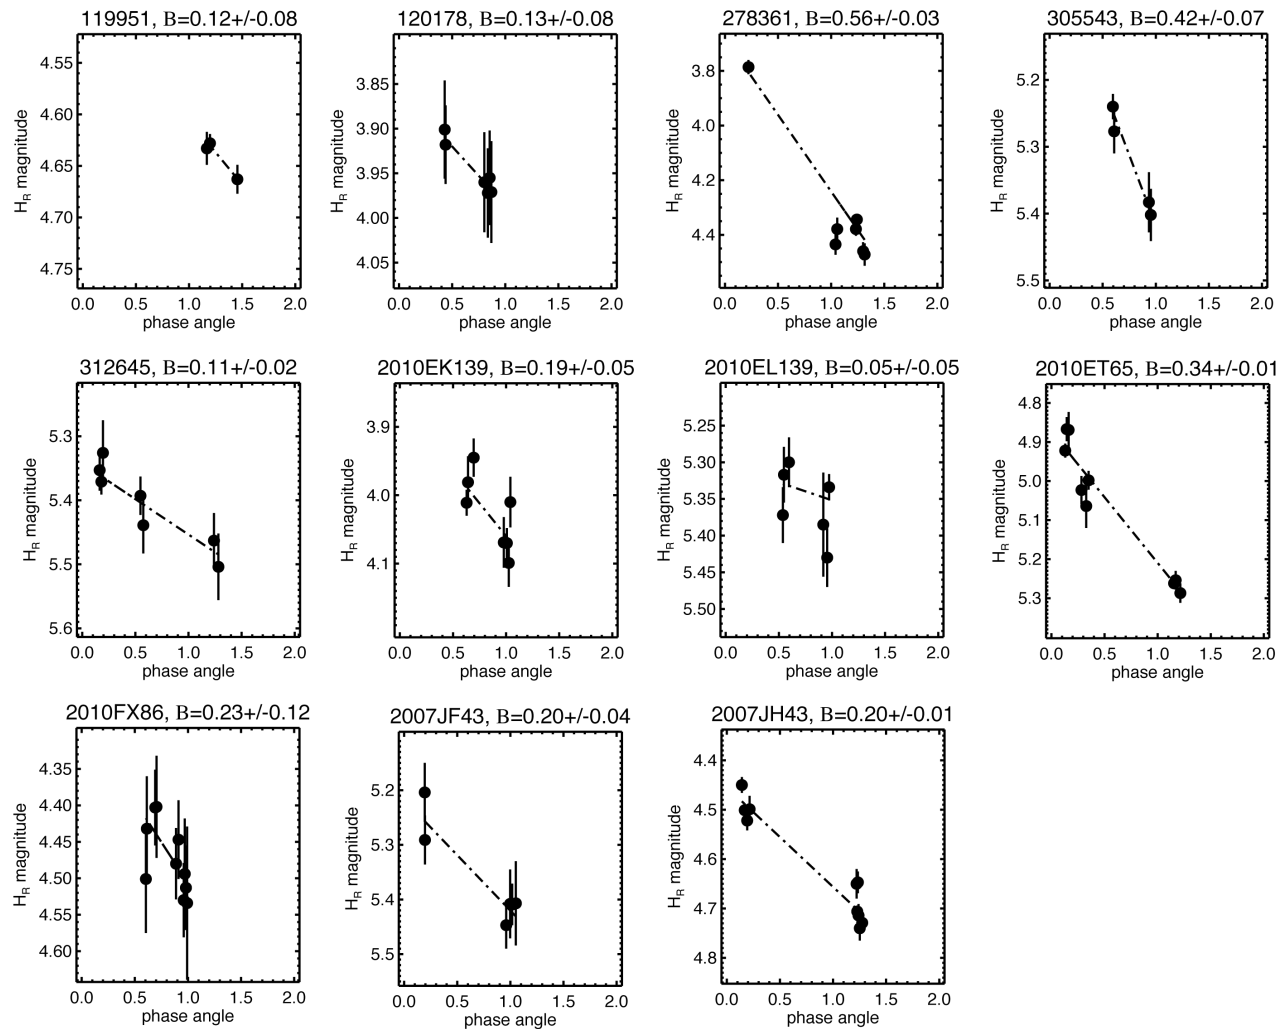 119951, B=0.12+/-0.08
120178, B=0.13+/-0.08
278361, B=0.56+/-0.03
305543, B=0.42+/-0.07
4.55
4.60
4.65
4.70
4.75
HR magnitude
0.0 0.5 1.0 1.5 2.0
phase angle
3.85
3.90
3.95
4.00
4.05
HR magnitude
0.0 0.5 1.0 1.5 2.0
phase angle
3.8
4.0
4.2
4.4
HR magnitude
0.0 0.5 1.0 1.5 2.0
phase angle
5.2
5.3
5.4
5.5
HR magnitude
0.0 0.5 1.0 1.5 2.0
phase angle
312645, B=0.11+/-0.02
2010EK139, B=0.19+/-0.05
2010EL139, B=0.05+/-0.05
2010ET65, B=0.34+/-0.01
5.3
5.4
5.5
5.6
HR magnitude
0.0 0.5 1.0 1.5 2.0
phase angle
3.9
4.0
4.1
HR magnitude
0.0 0.5 1.0 1.5 2.0
phase angle
5.25
5.30
5.35
5.40
5.45
5.50
HR magnitude
0.0 0.5 1.0 1.5 2.0
phase angle
4.8
4.9
5.0
5.1
5.2
5.3
HR magnitude
0.0 0.5 1.0 1.5 2.0
phase angle
2010FX86, B=0.23+/-0.12
2007JF43, B=0.20+/-0.04
2007JH43, B=0.20+/-0.01
4.35
4.40
4.45
4.50
4.55
4.60
HR magnitude
0.0 0.5 1.0 1.5 2.0
phase angle
5.2
5.3
5.4
5.5
HR magnitude
0.0 0.5 1.0 1.5 2.0
phase angle
4.4
4.5
4.6
4.7
4.8
HR magnitude
0.0 0.5 1.0 1.5 2.0
phase angle